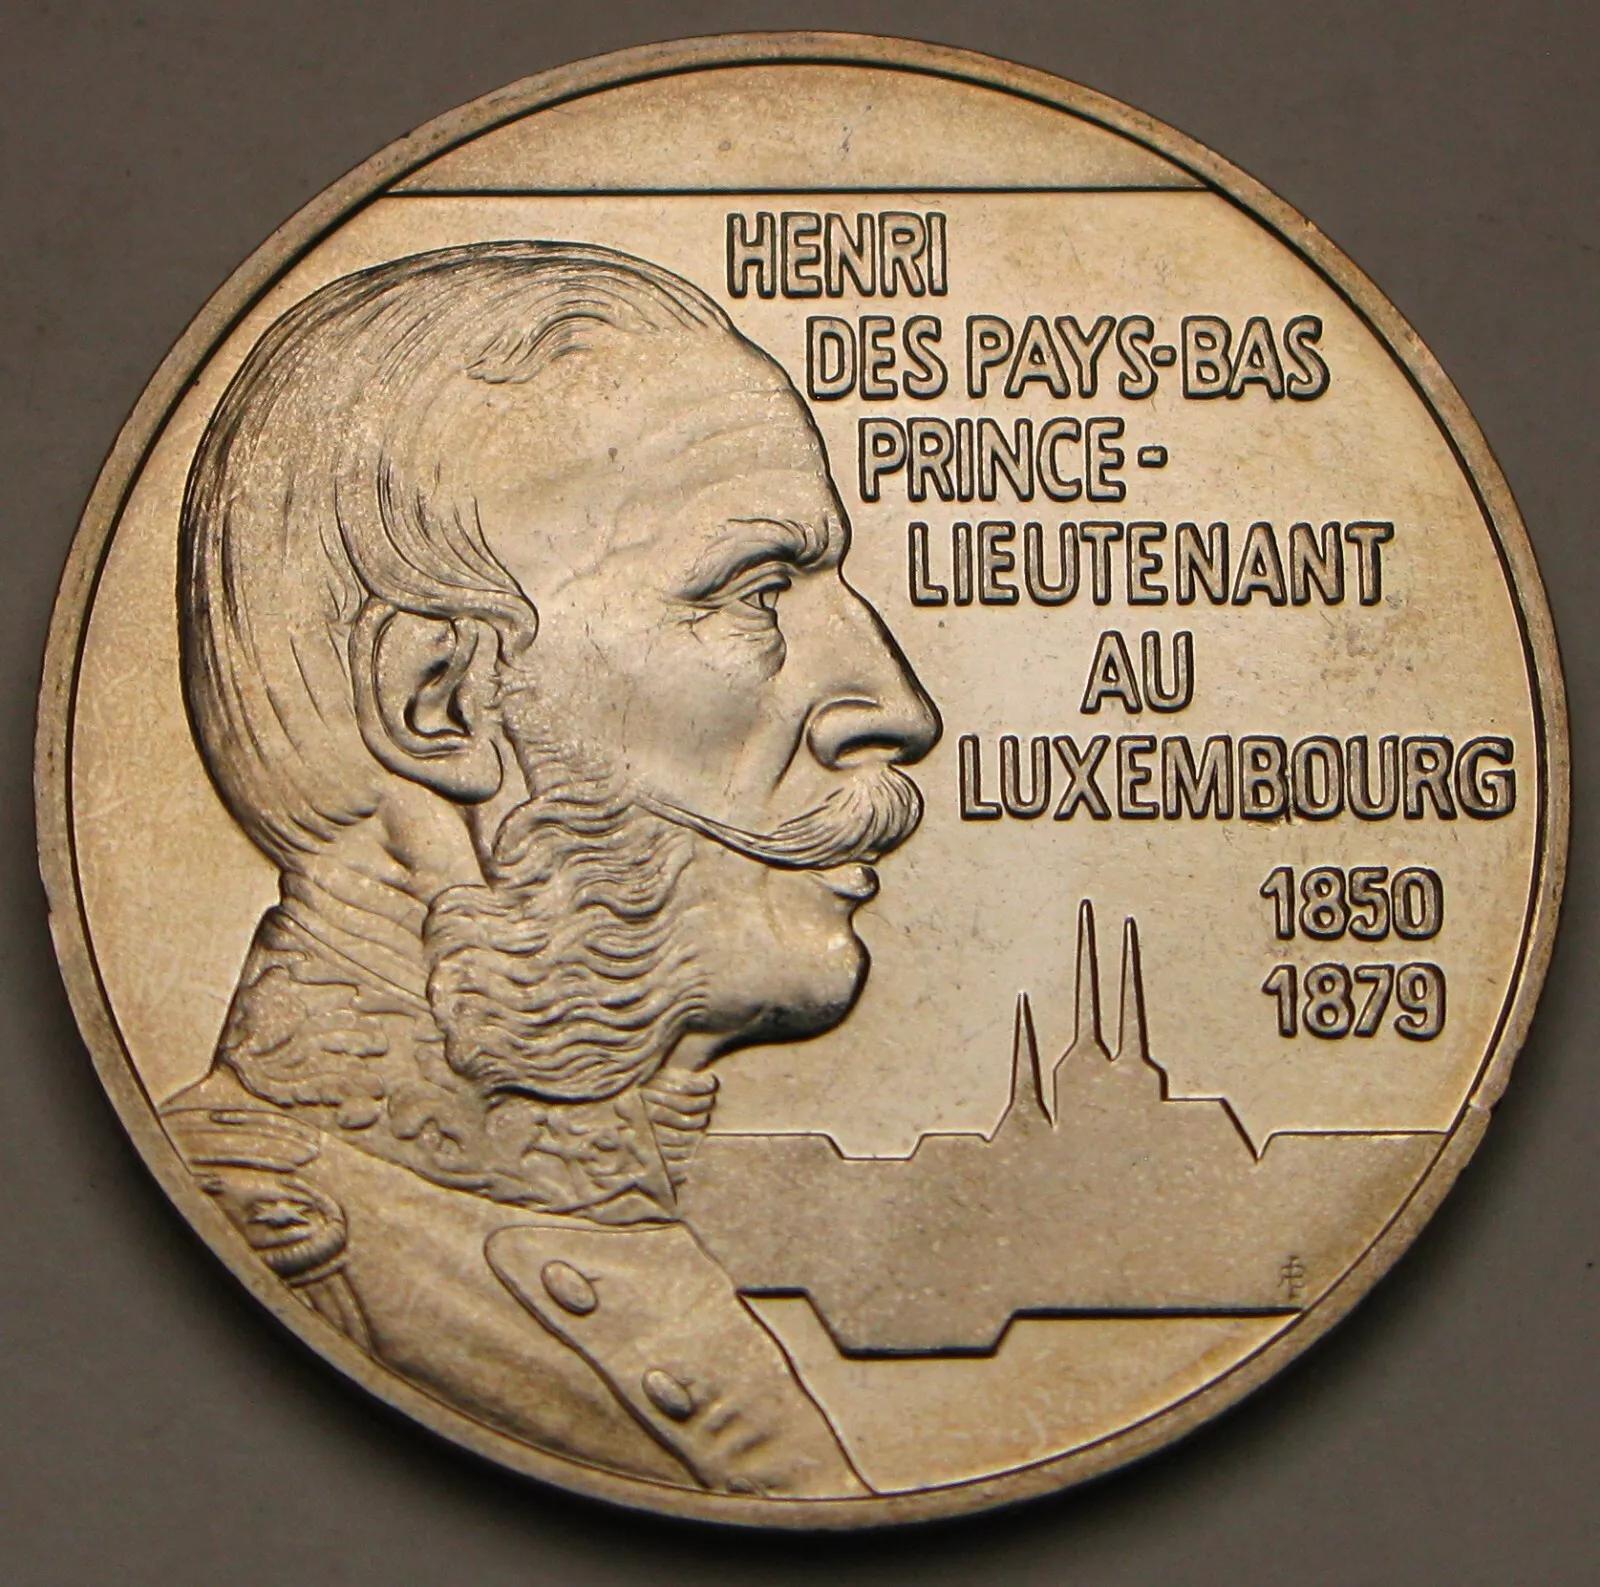 HENRI
DES PAYS-BAS
PRINCE-
LIEUTENANT
AU
LUXEMBOURG
1850
1879